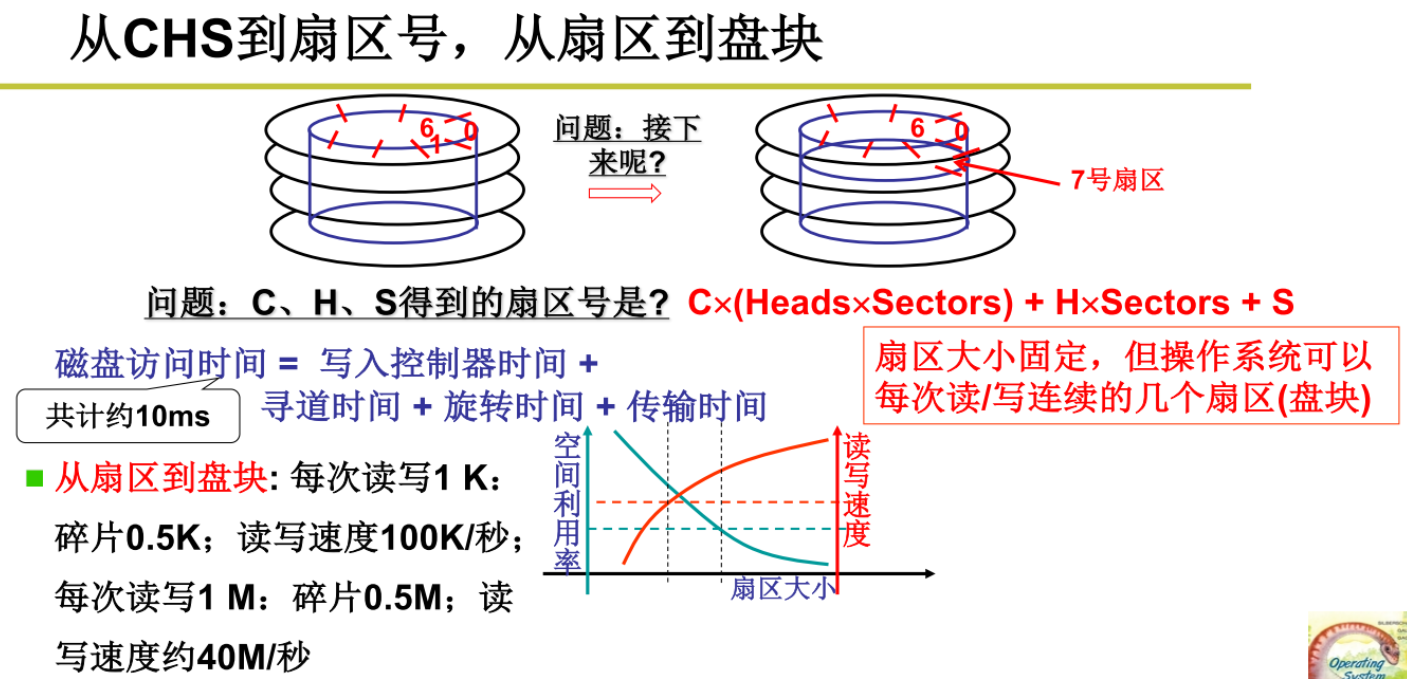 从CHS到扇区号，从扇区到盘块
6
0
1
问题：接下
来呢?
6
0
7号扇区
问题：C、H、S得到的扇区号是? C×(Heads×Sectors) + H×Sectors + S
磁盘访问时间 = 写入控制器时间 +
寻道时间 + 旋转时间 + 传输时间
共计约10ms
扇区大小固定，但操作系统可以
每次读/写连续的几个扇区(盘块)
从扇区到盘块: 每次读写1 K：
碎片0.5K；读写速度100K/秒；
每次读写1 M：碎片0.5M；读
写速度约40M/秒
空间利用率
读写速度
扇区大小
Operating
System